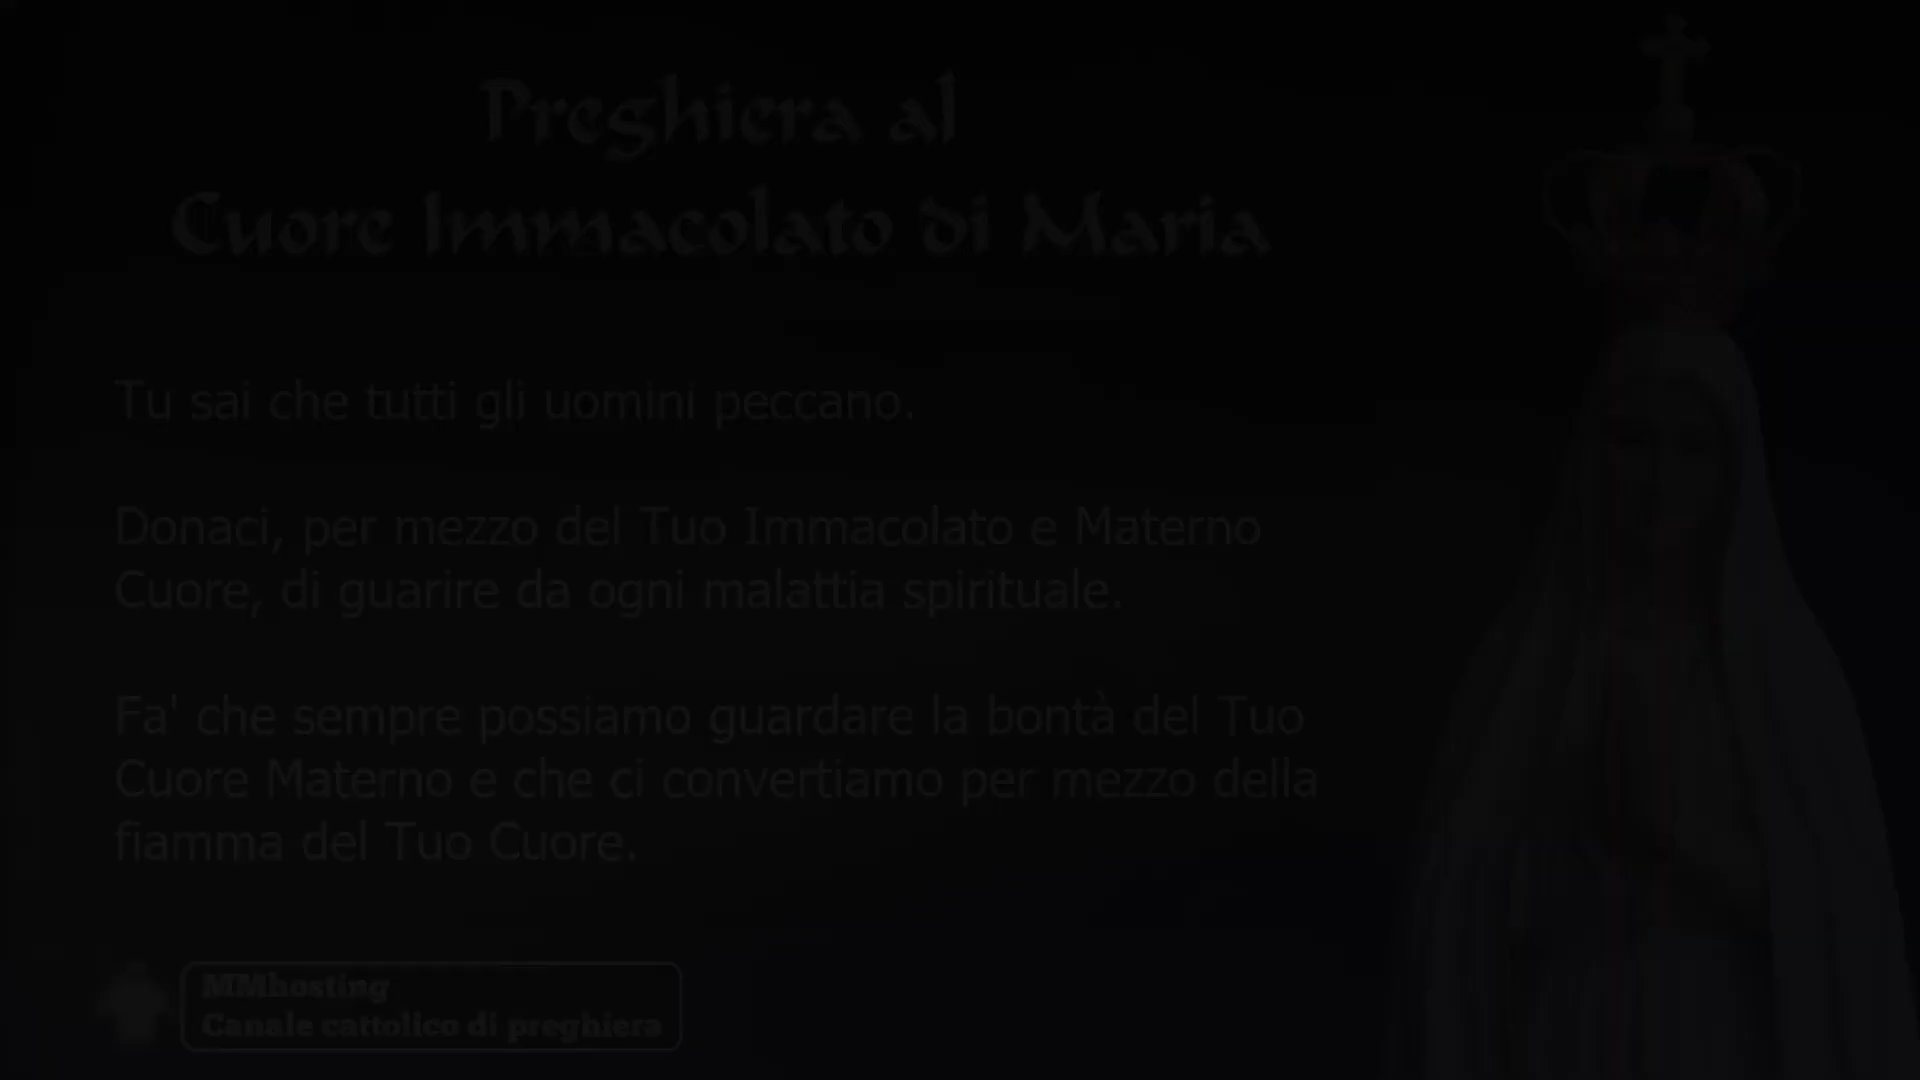 Preghiera al
Cuore Immacolato di Maria
Tu sai che tutti gli uomini peccano.
Donaci, per mezzo del Tuo Immacolato e Materno
Cuore, di guarire da ogni malattia spirituale.
Fa' che sempre possiamo guardare la bontà del Tuo
Cuore Materno e che ci convertiamo per mezzo della
fiamma del Tuo Cuore.
MMhosting
Canale cattolico di preghiera